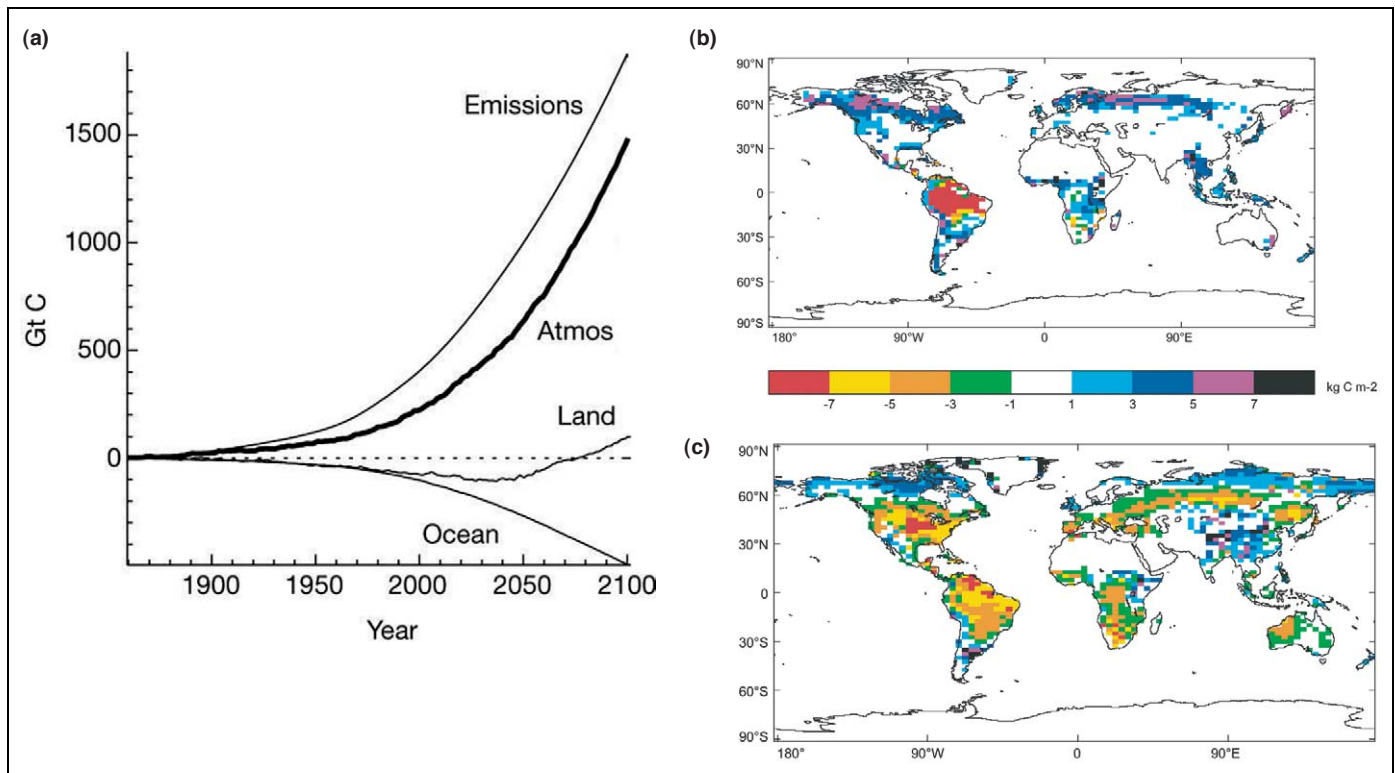 (a)
Emissions
1500
1000
Gt C
Atmos
500
Land
0
Ocean
1900 1950 2000 2050 2100
Year
(b)
90°N
60°N
30°N
0
30°S
60°S
90°S
180° 90°W 0 90°E
kg C m-2
-7 -5 -3 -1 1 3 5 7
(c)
90°N
60°N
30°N
0
30°S
60°S
90°S
180° 90°W 0 90°E